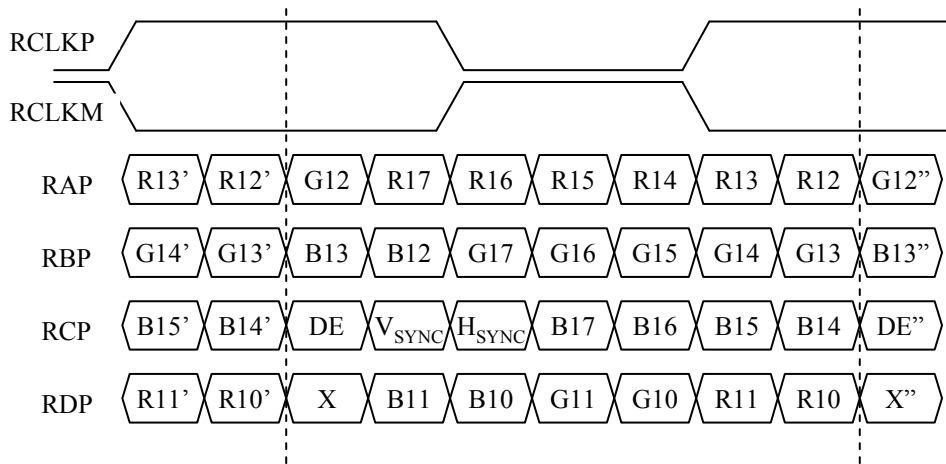 RCLKP
RCLKM
RAP R13’ R12’ G12 R17 R16 R15 R14 R13 R12 G12”
RBP G14’ G13’ B13 B12 G17 G16 G15 G14 G13 B13”
RCP B15’ B14’ DE VSYNC HSYNC B17 B16 B15 B14 DE”
RDP R11’ R10’ X B11 B10 G11 G10 R11 R10 X”